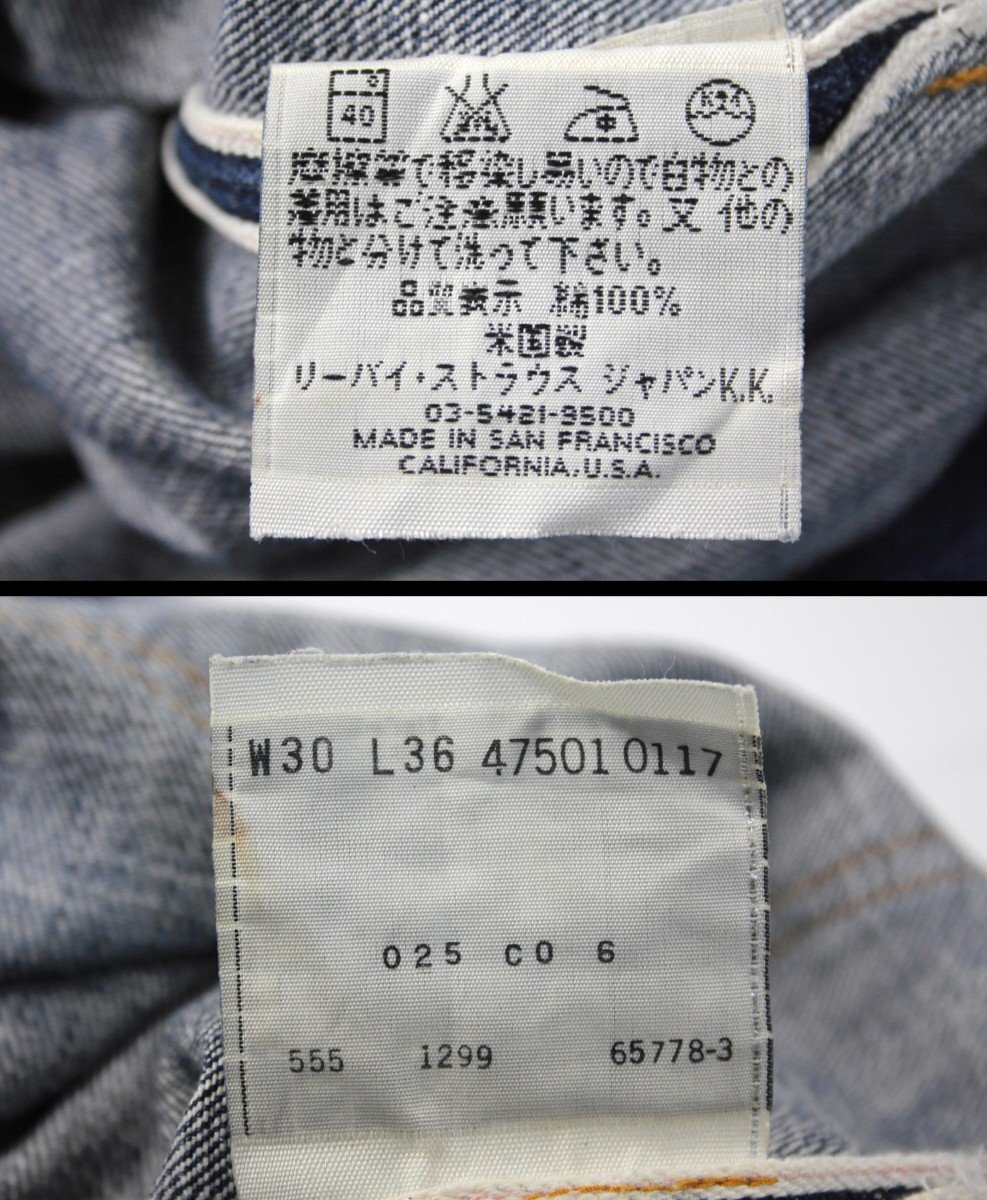 40
摩擦等で移染し易いので白物との
着用はご注意願います。又 他の
物と分けて洗って下さい。
品質表示 綿100%
米国製
リーバイ・ストラウス ジャパンK.K.
03-5421-9500
MADE IN SAN FRANCISCO
CALIFORNIA, U.S.A.
W30 L36 47501 0117
025 CO 6
555 1299 65778-3